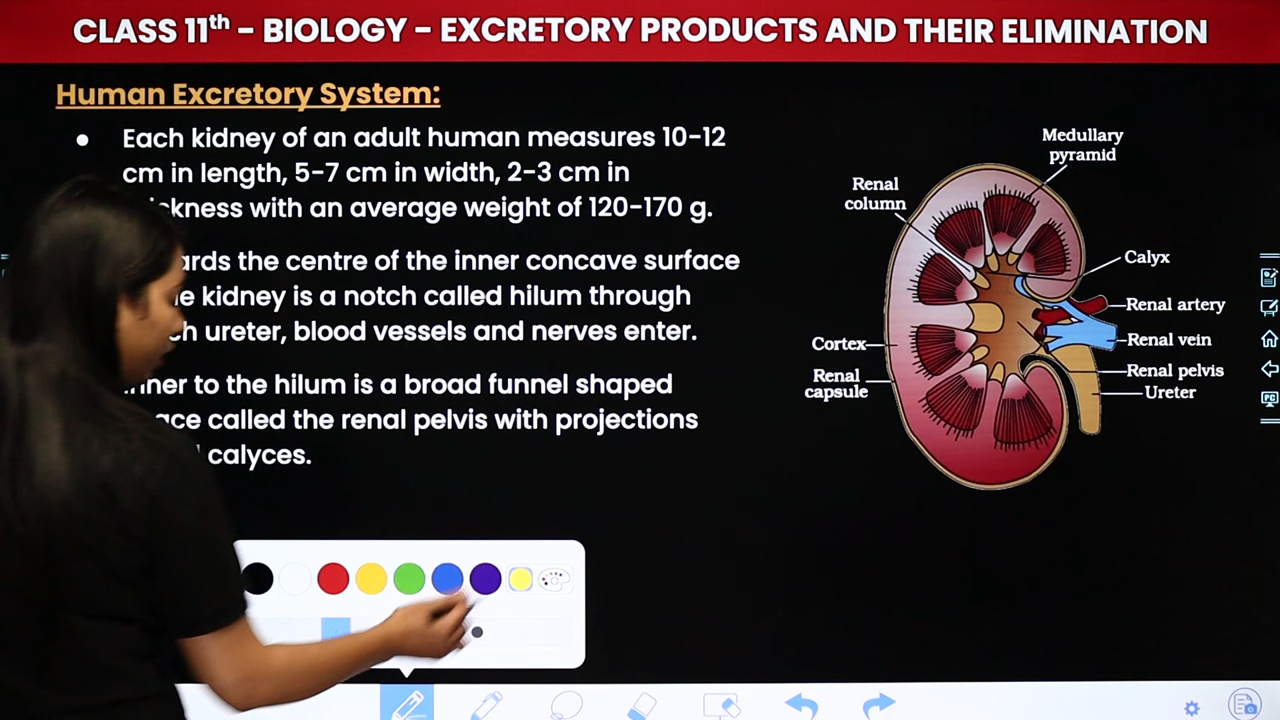 CLASS 11th - BIOLOGY - EXCRETORY PRODUCTS AND THEIR ELIMINATION
Human Excretory System:
● Each kidney of an adult human measures 10-12
cm in length, 5-7 cm in width, 2-3 cm in
with an average weight of 120-170 g.
the centre of the inner concave surface
kidney is a notch called hilum through
ureter, blood vessels and nerves enter.
to the hilum is a broad funnel shaped
called the renal pelvis with projections
calyces.
Medullary
pyramid
Renal
column
Calyx
Renal artery
Renal vein
Cortex
Renal pelvis
Renal
capsule
Ureter
PC